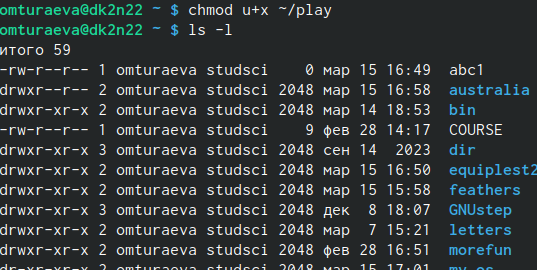 omturaeva@dk2n22 ~ $ chmod u+x ~/play
omturaeva@dk2n22 ~ $ ls -l
итого 59
-rw-r--r-- 1 omturaeva studsci    0 мар 15 16:49  abc1
drwxr--r-- 2 omturaeva studsci 2048 мар 15 16:58  australia
drwxr-xr-x 2 omturaeva studsci 2048 мар 14 18:53  bin
-rw-r--r-- 1 omturaeva studsci    9 фев 28 14:17  COURSE
drwxr-xr-x 3 omturaeva studsci 2048 сен 14  2023  dir
drwxr-xr-x 2 omturaeva studsci 2048 мар 15 16:50  equiplest2
drwxr-xr-x 2 omturaeva studsci 2048 мар 15 15:58  feathers
drwxr-xr-x 3 omturaeva studsci 2048 дек  8 18:07  GNUstep
drwxr-xr-x 2 omturaeva studsci 2048 мар  7 15:21  letters
drwxr-xr-x 2 omturaeva studsci 2048 фев 28 16:51  morefun
drwxr-xr-x 2 omturaeva studsci 2048 мар 15 17:01